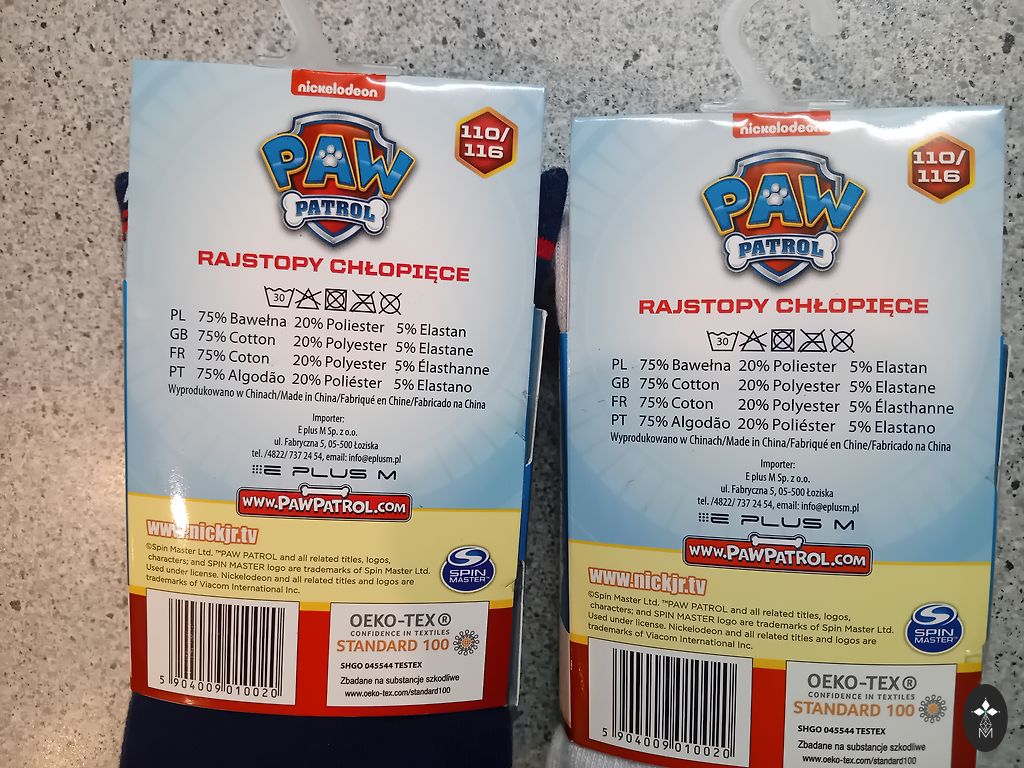 nickelodeon
PAW
PATROL
110/
116
RAJSTOPY CHŁOPIĘCE
30
PL 75% Bawełna 20% Poliester 5% Elastan
GB 75% Cotton 20% Polyester 5% Elastane
FR 75% Coton 20% Polyester 5% Élasthanne
PT 75% Algodão 20% Poliéster 5% Elastano
Wyprodukowano w Chinach/Made in China/Fabriqué en Chine/Fabricado na China
Importer:
E plus M Sp. z o.o.
ul. Fabryczna 5, 05-500 Łoziska
tel. /4822/ 737 24 54, email: info@eplusm.pl
E PLUS M
www.PawPatrol.com
www.nickjr.tv
©Spin Master Ltd. ™PAW PATROL and all related titles, logos,
characters; and SPIN MASTER logo are trademarks of Spin Master Ltd.
Used under license. Nickelodeon and all related titles and logos are
trademarks of Viacom International Inc.
SPIN
MASTER™
5 904009 010020
OEKO-TEX®
CONFIDENCE IN TEXTILES
STANDARD 100
SHGO 045544 TESTEX
Zbadane na substancje szkodliwe
www.oeko-tex.com/standard100
nickelodeon
PAW
PATROL
110/
116
RAJSTOPY CHŁOPIĘCE
30
PL 75% Bawełna 20% Poliester 5% Elastan
GB 75% Cotton 20% Polyester 5% Elastane
FR 75% Coton 20% Polyester 5% Élasthanne
PT 75% Algodão 20% Poliéster 5% Elastano
Wyprodukowano w Chinach/Made in China/Fabriqué en Chine/Fabricado na China
Importer:
E plus M Sp. z o.o.
ul. Fabryczna 5, 05-500 Łoziska
tel. /4822/ 737 24 54, email: info@eplusm.pl
E PLUS M
www.PawPatrol.com
www.nickjr.tv
©Spin Master Ltd. ™PAW PATROL and all related titles, logos,
characters; and SPIN MASTER logo are trademarks of Spin Master Ltd.
Used under license. Nickelodeon and all related titles and logos are
trademarks of Viacom International Inc.
SPIN
MASTER™
5 904009 010020
OEKO-TEX®
CONFIDENCE IN TEXTILES
STANDARD 100
SHGO 045544 TESTEX
Zbadane na substancje szkodliwe
www.oeko-tex.com/standard100
M